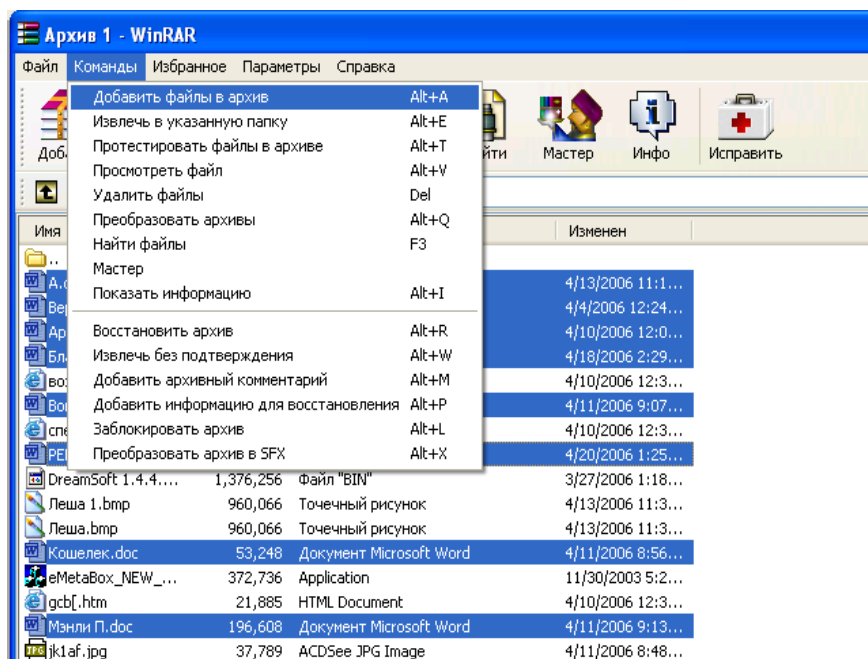 Архив 1 - WinRAR
Файл Команды Избранное Параметры Справка
Добавить файлы в архив Alt+A
Извлечь в указанную папку Alt+E
Протестировать файлы в архиве Alt+T
Просмотреть файл Alt+V
Удалить файлы Del
Преобразовать архивы Alt+Q
Найти файлы F3
Мастер
Показать информацию Alt+I
Восстановить архив Alt+R
Извлечь без подтверждения Alt+W
Добавить архивный комментарий Alt+M
Добавить информацию для восстановления Alt+P
Заблокировать архив Alt+L
Преобразовать архив в SFX Alt+X
Мастер Инфо Исправить
Имя Изменен
..
4/13/2006 11:1...
4/4/2006 12:24...
4/10/2006 12:0...
4/18/2006 2:29...
4/10/2006 12:3...
4/11/2006 9:07...
4/10/2006 12:3...
4/20/2006 1:25...
DreamSoft 1.4.4.... 1,376,256 Файл "BIN" 3/27/2006 1:18...
Леша 1.bmp 960,066 Точечный рисунок 4/13/2006 11:3...
Леша.bmp 960,066 Точечный рисунок 4/13/2006 11:3...
Кошелек.doc 53,248 Документ Microsoft Word 4/11/2006 8:56...
eMetaBox_NEW_... 372,736 Application 11/30/2003 5:2...
gcb[.htm 21,885 HTML Document 4/10/2006 12:3...
Мэнли П.doc 196,608 Документ Microsoft Word 4/11/2006 9:13...
jk1af.jpg 37,789 ACDSee JPG Image 4/11/2006 8:48...